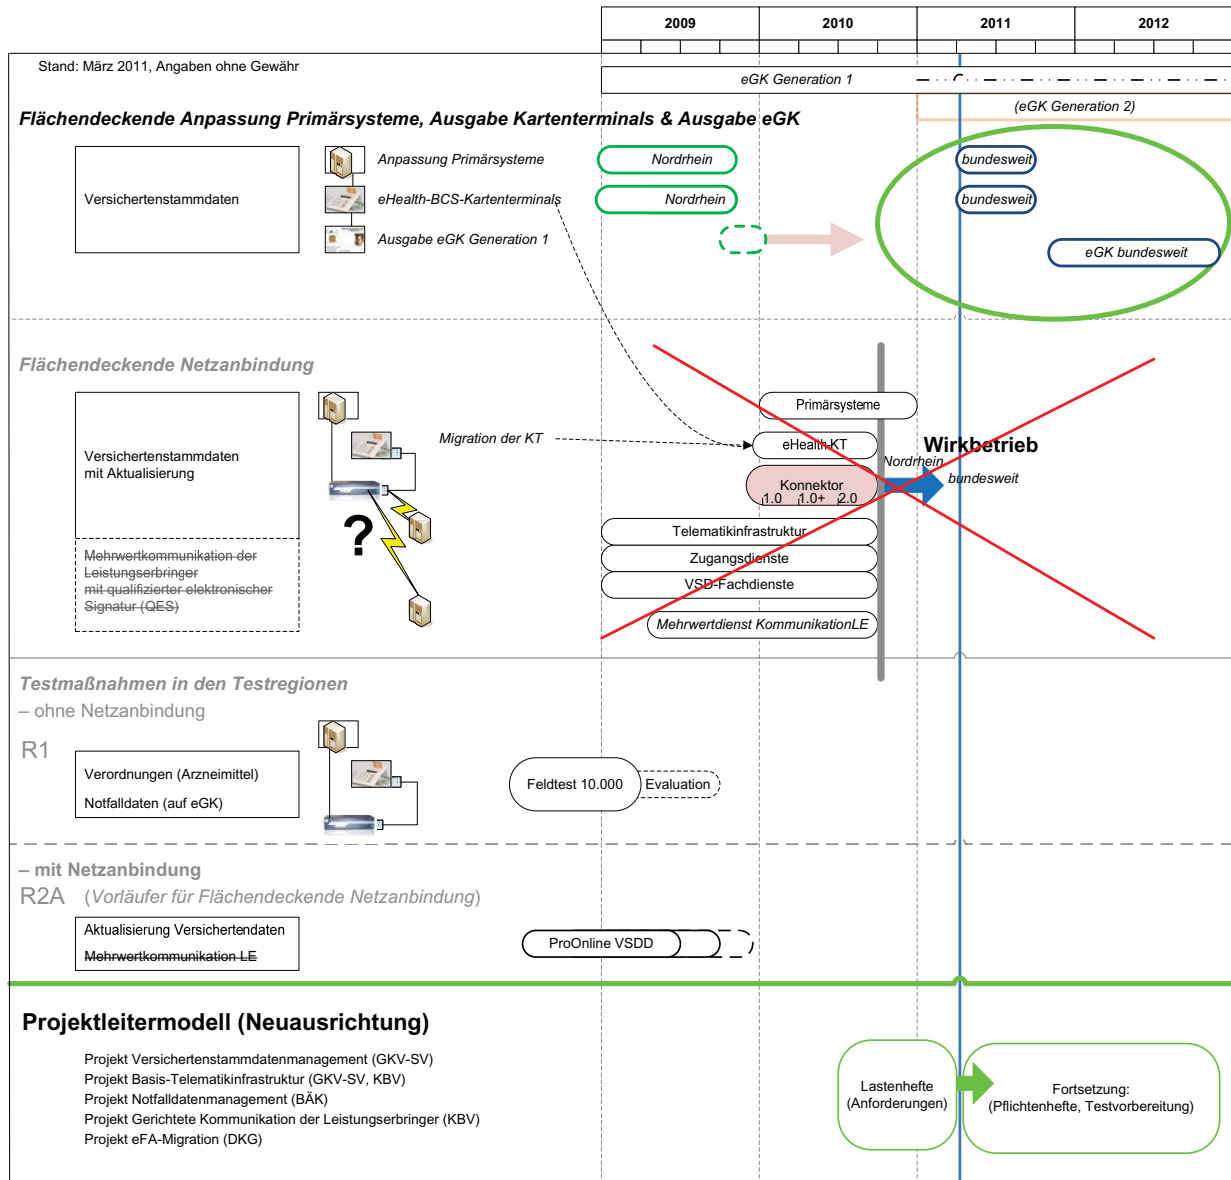 2009 2010 2011 2012
Stand: März 2011, Angaben ohne Gewähr
eGK Generation 1
(eGK Generation 2)
Flächendeckende Anpassung Primärsysteme, Ausgabe Kartenterminals & Ausgabe eGK
Versichertenstammdaten
Anpassung Primärsysteme
Nordrhein
bundesweit
eHealth-BCS-Kartenterminals
Nordrhein
bundesweit
Ausgabe eGK Generation 1
eGK bundesweit
Flächendeckende Netzanbindung
Versichertenstammdaten
mit Aktualisierung
Mehrwertkommunikation der
Leistungserbringer
mit qualifizierter elektronischer
Signatur (QES)
?
Migration der KT
Primärsysteme
eHealth-KT
Konnektor
1.0 1.0+ 2.0
Wirkbetrieb
Nordrhein
bundesweit
Telematikinfrastruktur
Zugangsdienste
VSD-Fachdienste
Mehrwertdienst KommunikationLE
Testmaßnahmen in den Testregionen
– ohne Netzanbindung
R1
Verordnungen (Arzneimittel)
Notfalldaten (auf eGK)
Feldtest 10.000
Evaluation
– mit Netzanbindung
R2A (Vorläufer für Flächendeckende Netzanbindung)
Aktualisierung Versichertendaten
Mehrwertkommunikation LE
ProOnline VSDD
Projektleitermodell (Neuausrichtung)
Projekt Versichertenstammdatenmanagement (GKV-SV)
Projekt Basis-Telematikinfrastruktur (GKV-SV, KBV)
Projekt Notfalldatenmanagement (BÄK)
Projekt Gerichtete Kommunikation der Leistungserbringer (KBV)
Projekt eFA-Migration (DKG)
Lastenhefte
(Anforderungen)
Fortsetzung:
(Pflichtenhefte, Testvorbereitung)